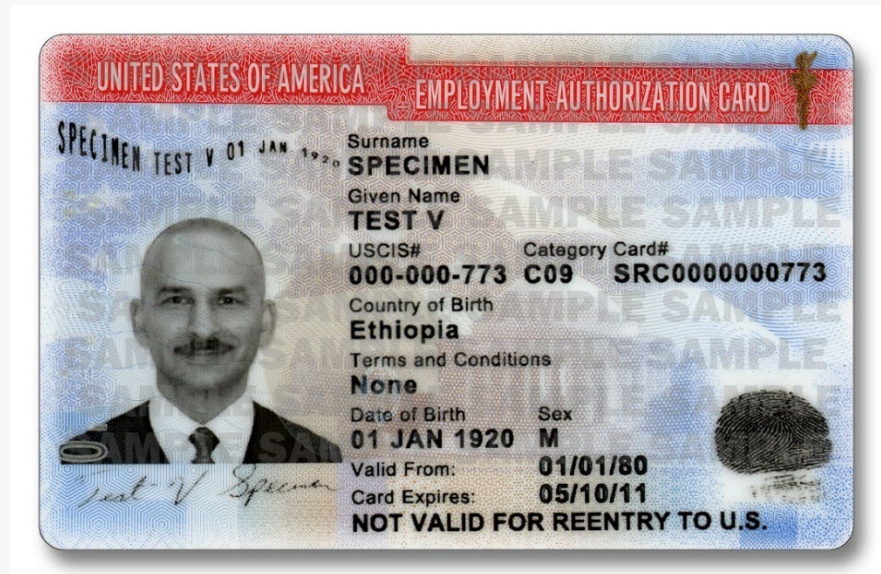 UNITED STATES OF AMERICA
EMPLOYMENT AUTHORIZATION CARD
SPECIMEN TEST V 01 JAN 1920
Surname
SPECIMEN
Given Name
TEST V
USCIS# Category Card#
000-000-773 C09 SRC0000000773
Country of Birth
Ethiopia
Terms and Conditions
None
Date of Birth Sex
01 JAN 1920 M
Valid From: 01/01/80
Card Expires: 05/10/11
NOT VALID FOR REENTRY TO U.S.
Test V Specimen
SAMPLE SAMPLE SAMPLE